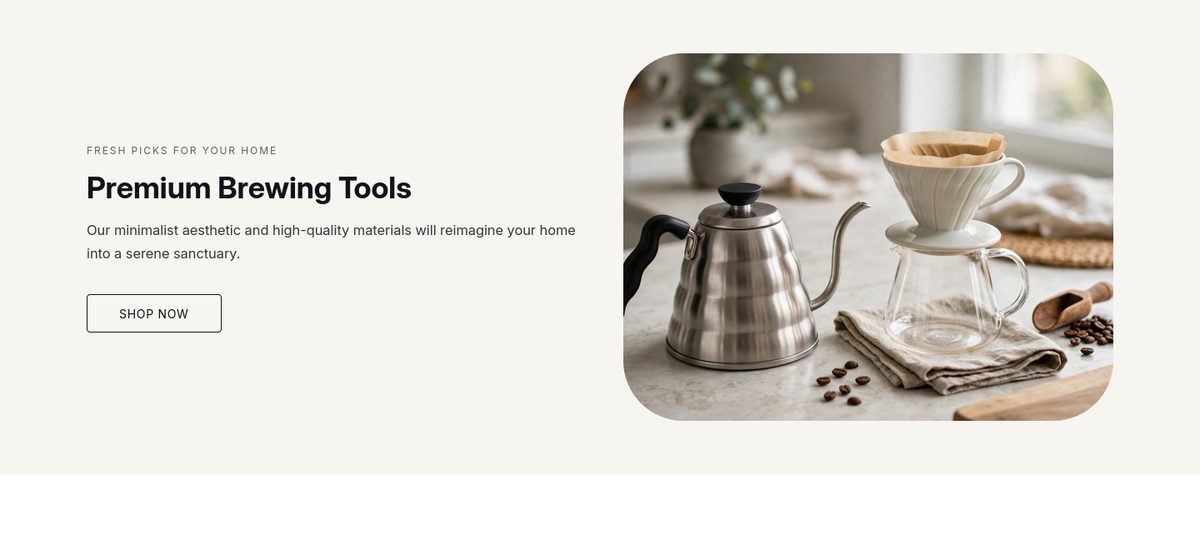 FRESH PICKS FOR YOUR HOME
Premium Brewing Tools
Our minimalist aesthetic and high-quality materials will reimagine your home
into a serene sanctuary.
SHOP NOW